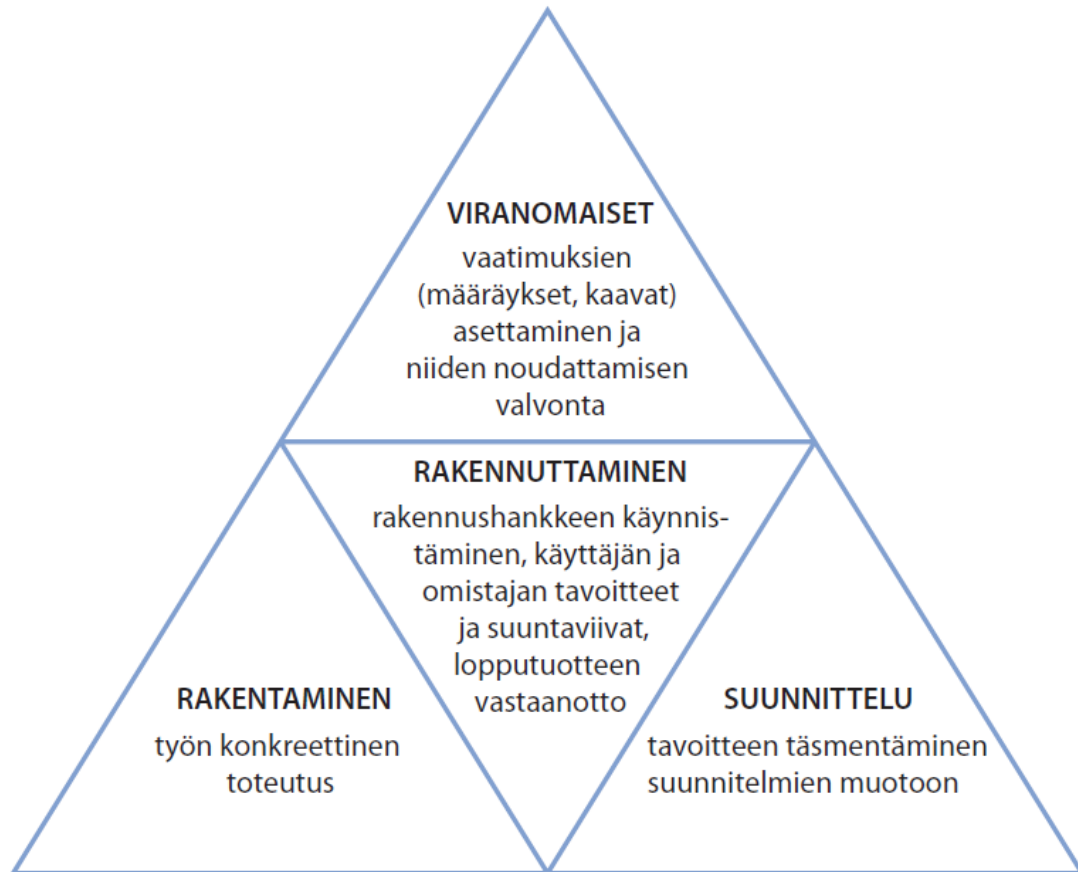 VIRANOMAISET
vaatimuksien
(määräykset, kaavat)
asettaminen ja
niiden noudattamisen
valvonta
RAKENNUTTAMINEN
rakennushankkeen käynnis-
täminen, käyttäjän ja
omistajan tavoitteet
ja suuntaviivat,
lopputuotteen
vastaanotto
RAKENTAMINEN
työn konkreettinen
toteutus
SUUNNITTELU
tavoitteen täsmentäminen
suunnitelmien muotoon